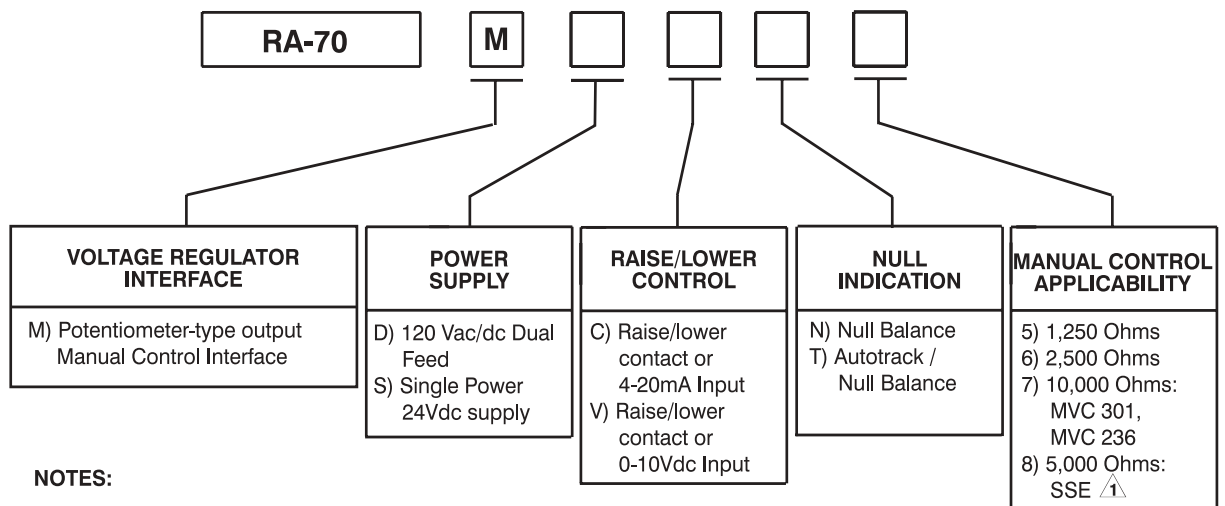 RA-70 M
VOLTAGE REGULATOR
INTERFACE
M) Potentiometer-type output
Manual Control Interface
POWER
SUPPLY
D) 120 Vac/dc Dual
Feed
S) Single Power
24Vdc supply
RAISE/LOWER
CONTROL
C) Raise/lower
contact or
4-20mA Input
V) Raise/lower
contact or
0-10Vdc Input
NULL
INDICATION
N) Null Balance
T) Autotrack /
Null Balance
MANUAL CONTROL
APPLICABILITY
5) 1,250 Ohms
6) 2,500 Ohms
7) 10,000 Ohms:
MVC 301,
MVC 236
8) 5,000 Ohms:
SSE 1
NOTES: